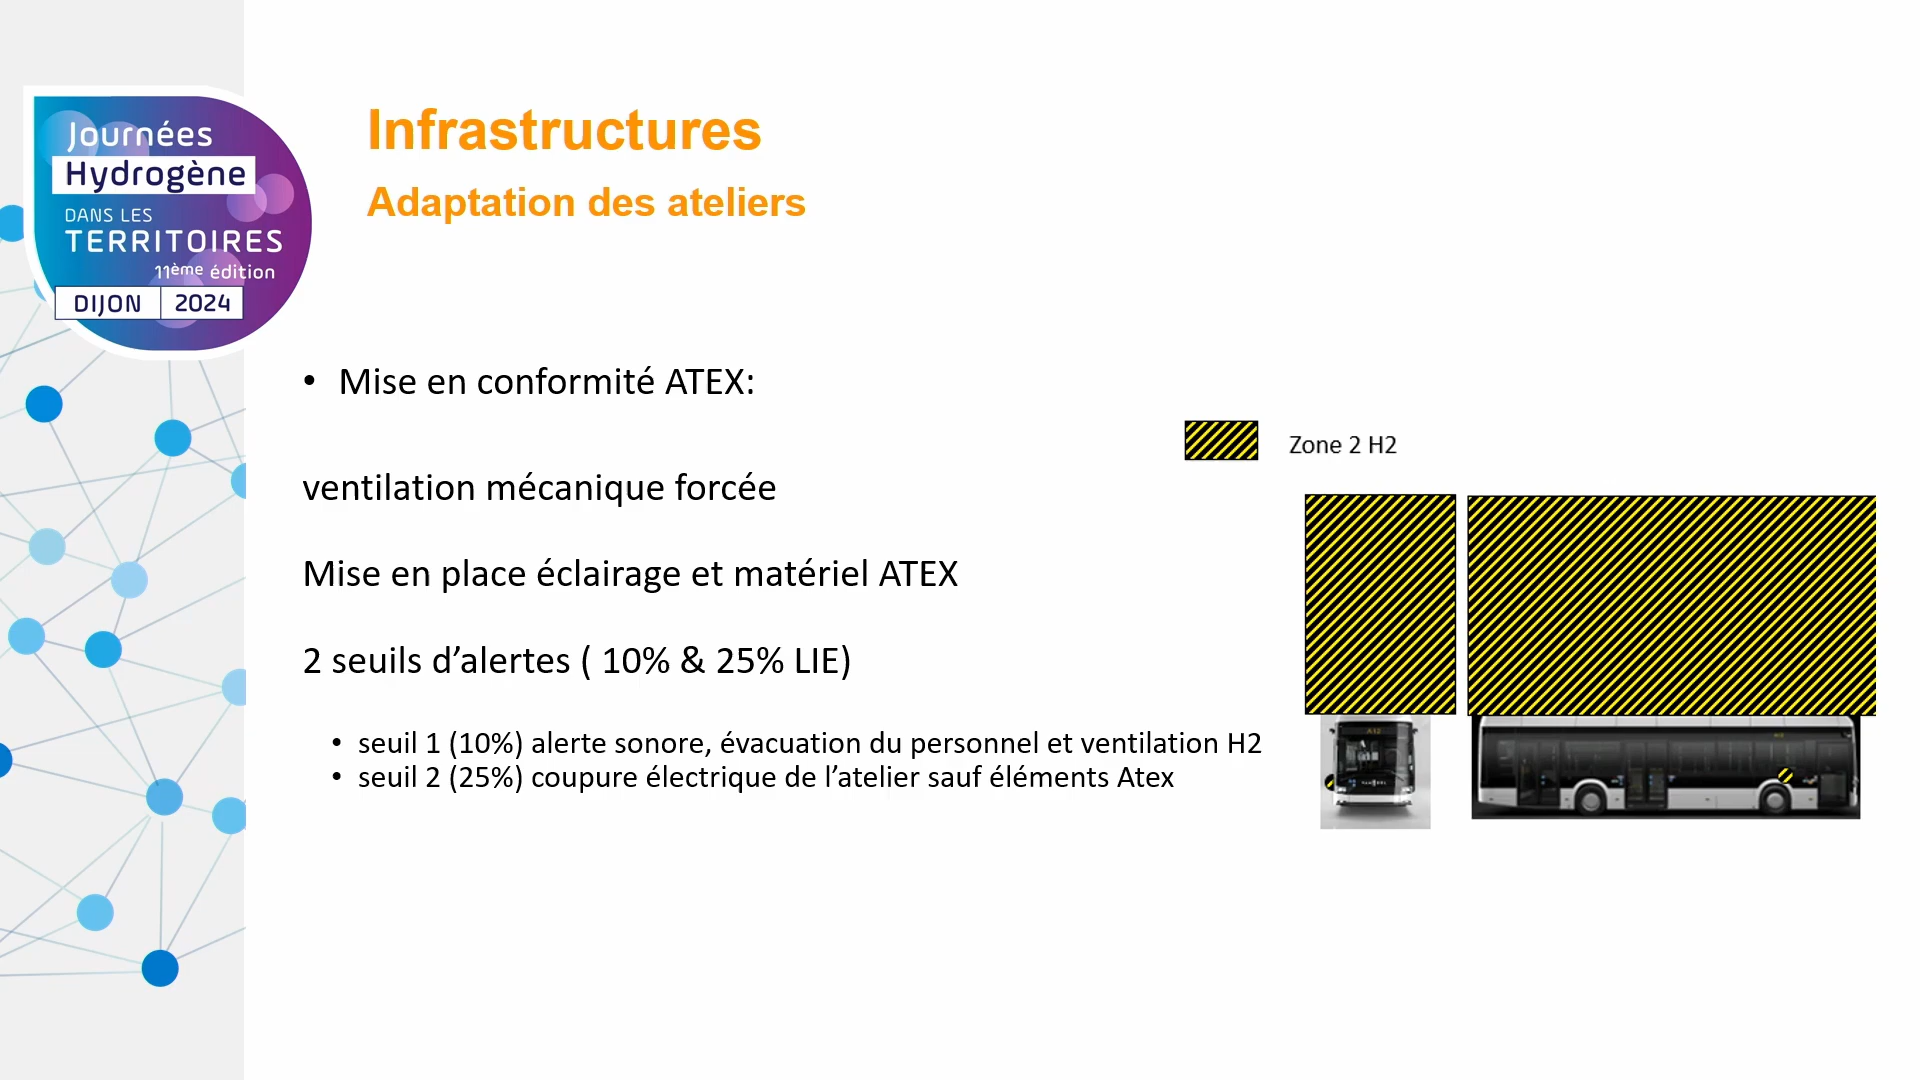 Journées
Hydrogène
DANS LES
TERRITOIRES
11ème édition
DIJON 2024
Infrastructures
Adaptation des ateliers
• Mise en conformité ATEX:
ventilation mécanique forcée
Mise en place éclairage et matériel ATEX
2 seuils d’alertes ( 10% & 25% LIE)
• seuil 1 (10%) alerte sonore, évacuation du personnel et ventilation H2
• seuil 2 (25%) coupure électrique de l’atelier sauf éléments Atex
Zone 2 H2
A12